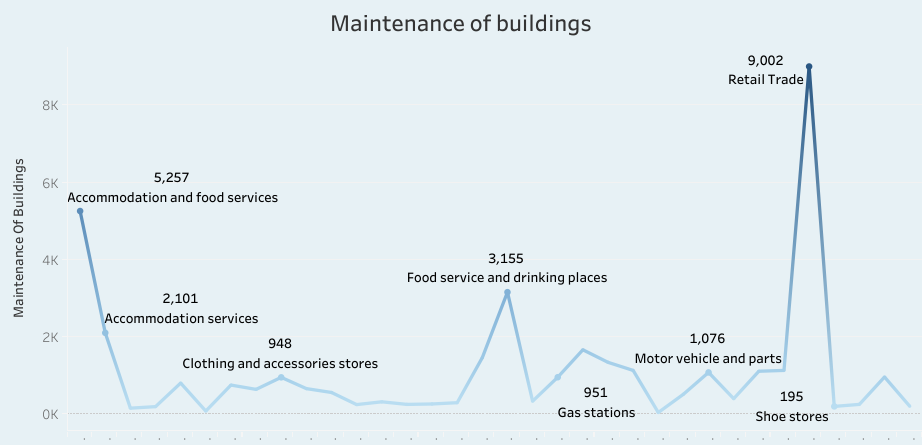 Maintenance of buildings
Maintenance Of Buildings
8K
6K
4K
2K
0K
9,002
Retail Trade
5,257
Accommodation and food services
3,155
Food service and drinking places
2,101
Accommodation services
948
Clothing and accessories stores
1,076
Motor vehicle and parts
951
Gas stations
195
Shoe stores